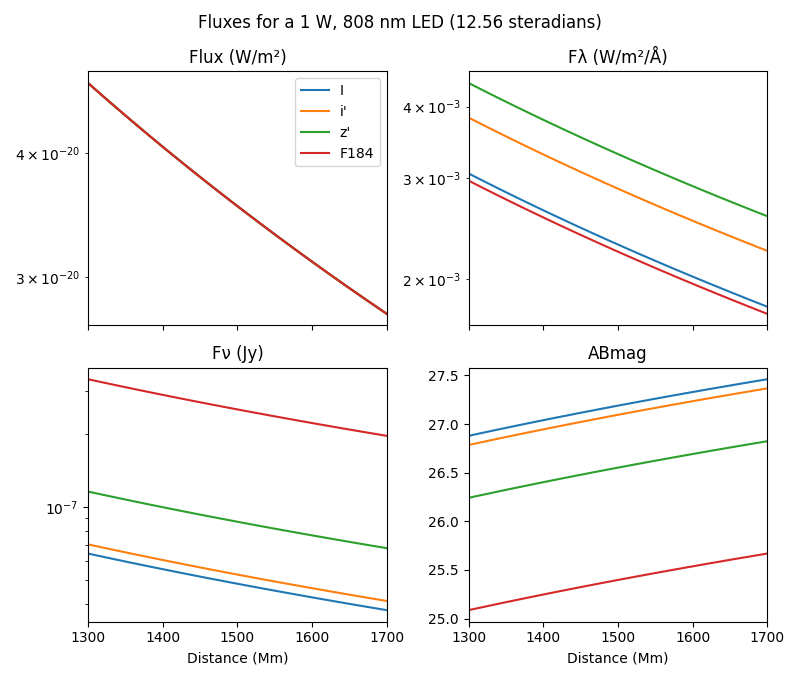 Fluxes for a 1 W, 808 nm LED (12.56 steradians)
Flux (W/m²)
4 × 10⁻²⁰
3 × 10⁻²⁰
I
i'
z'
F184
Fλ (W/m²/Å)
4 × 10⁻³
3 × 10⁻³
2 × 10⁻³
Fν (Jy)
10⁻⁷
1300 1400 1500 1600 1700
Distance (Mm)
ABmag
27.5
27.0
26.5
26.0
25.5
25.0
1300 1400 1500 1600 1700
Distance (Mm)